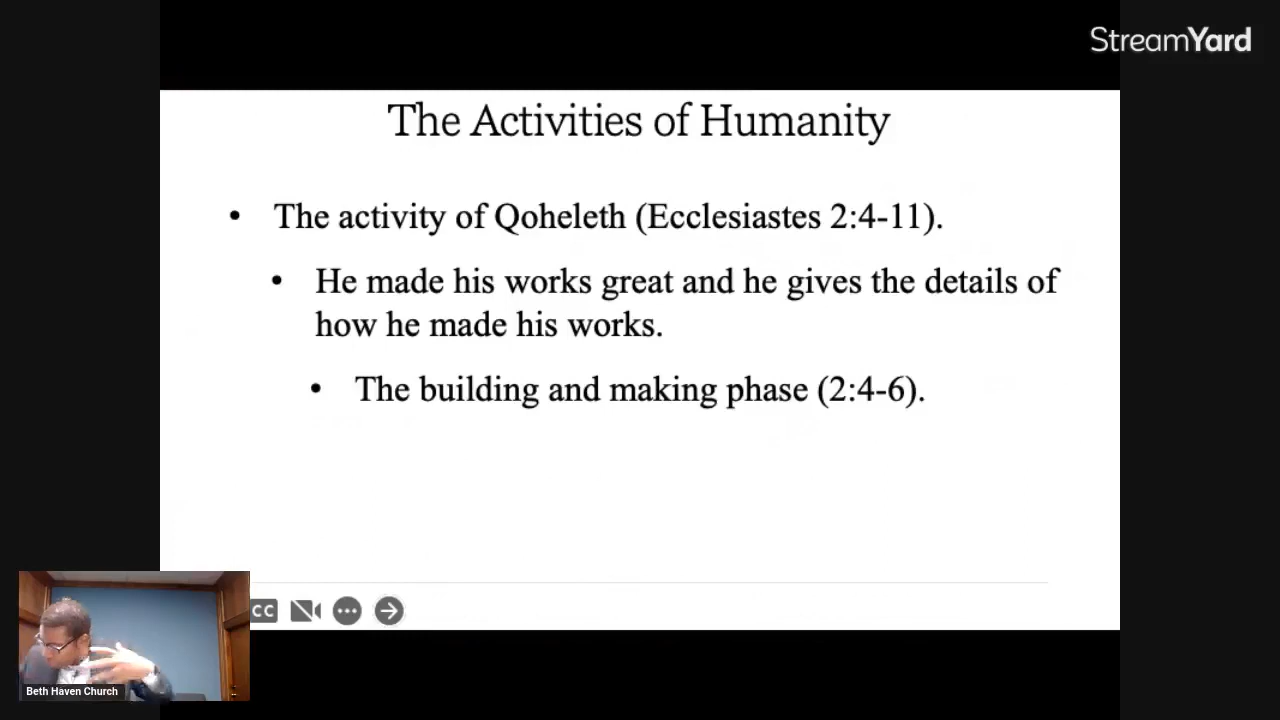 StreamYard
The Activities of Humanity
• The activity of Qoheleth (Ecclesiastes 2:4-11).
• He made his works great and he gives the details of
how he made his works.
• The building and making phase (2:4-6).
CC
Beth Haven Church